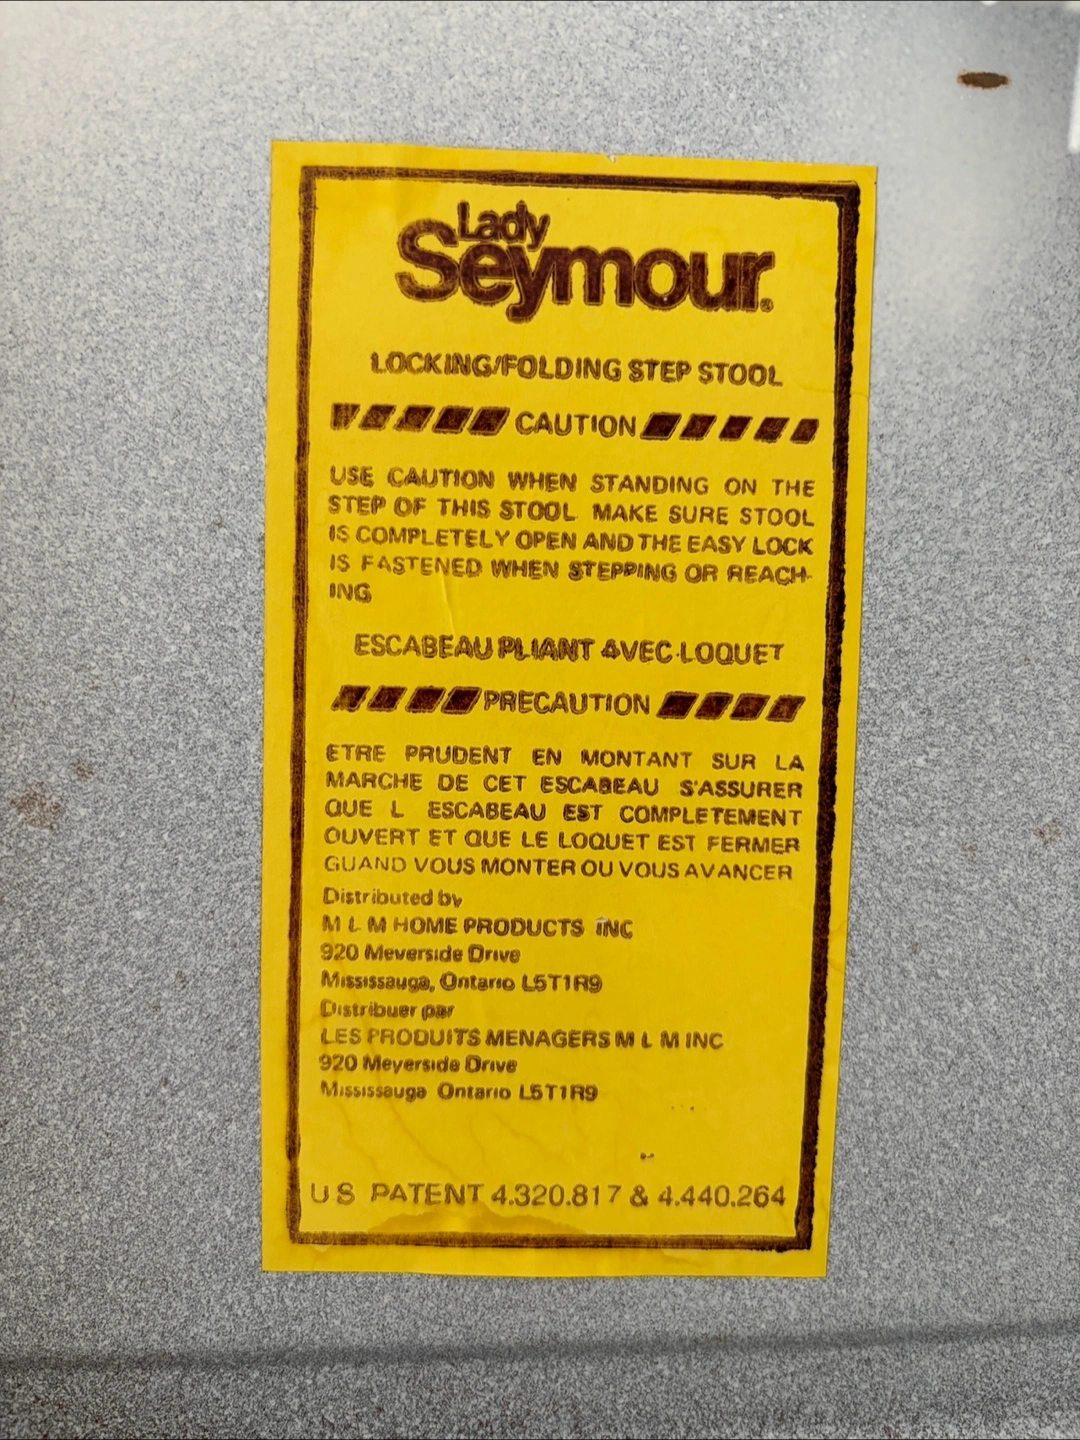 Lady
Seymour®
LOCKING/FOLDING STEP STOOL
CAUTION
USE CAUTION WHEN STANDING ON THE
STEP OF THIS STOOL MAKE SURE STOOL
IS COMPLETELY OPEN AND THE EASY LOCK
IS FASTENED WHEN STEPPING OR REACH-
ING
ESCABEAU PLIANT AVEC LOQUET
PRECAUTION
ETRE PRUDENT EN MONTANT SUR LA
MARCHE DE CET ESCABEAU S'ASSURER
QUE L ESCABEAU EST COMPLETEMENT
OUVERT ET QUE LE LOQUET EST FERMER
GUAND VOUS MONTER OU VOUS AVANCER
Distributed by
M L M HOME PRODUCTS INC
920 Meyerside Drive
Mississauga, Ontario L5T1R9
Distribuer par
LES PRODUITS MENAGERS M L M INC
920 Meyerside Drive
Mississauga Ontario L5T1R9
U S PATENT 4.320.817 & 4.440.264